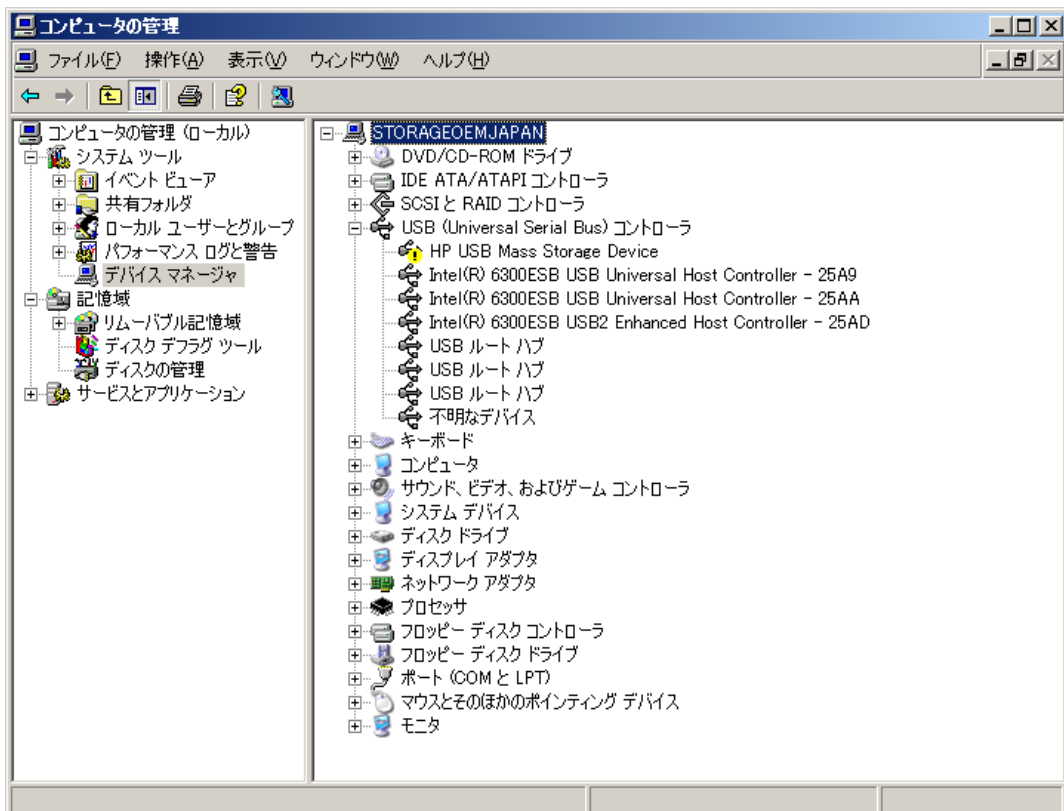 コンピュータの管理
ファイル(F) 操作(A) 表示(V) ウィンドウ(W) ヘルプ(H)
コンピュータの管理 (ローカル)
システム ツール
イベント ビューア
共有フォルダ
ローカル ユーザーとグループ
パフォーマンス ログと警告
デバイス マネージャ
記憶域
リムーバブル記憶域
ディスク デフラグ ツール
ディスクの管理
サービスとアプリケーション
STORAGEOEMJAPAN
DVD/CD-ROM ドライブ
IDE ATA/ATAPI コントローラ
SCSI と RAID コントローラ
USB (Universal Serial Bus) コントローラ
HP USB Mass Storage Device
Intel(R) 6300ESB USB Universal Host Controller - 25A9
Intel(R) 6300ESB USB Universal Host Controller - 25AA
Intel(R) 6300ESB USB2 Enhanced Host Controller - 25AD
USB ルート ハブ
USB ルート ハブ
USB ルート ハブ
不明なデバイス
キーボード
コンピュータ
サウンド、ビデオ、およびゲーム コントローラ
システム デバイス
ディスク ドライブ
ディスプレイ アダプタ
ネットワーク アダプタ
プロセッサ
フロッピー ディスク コントローラ
フロッピー ディスク ドライブ
ポート (COM と LPT)
マウスとそのほかのポインティング デバイス
モニタ